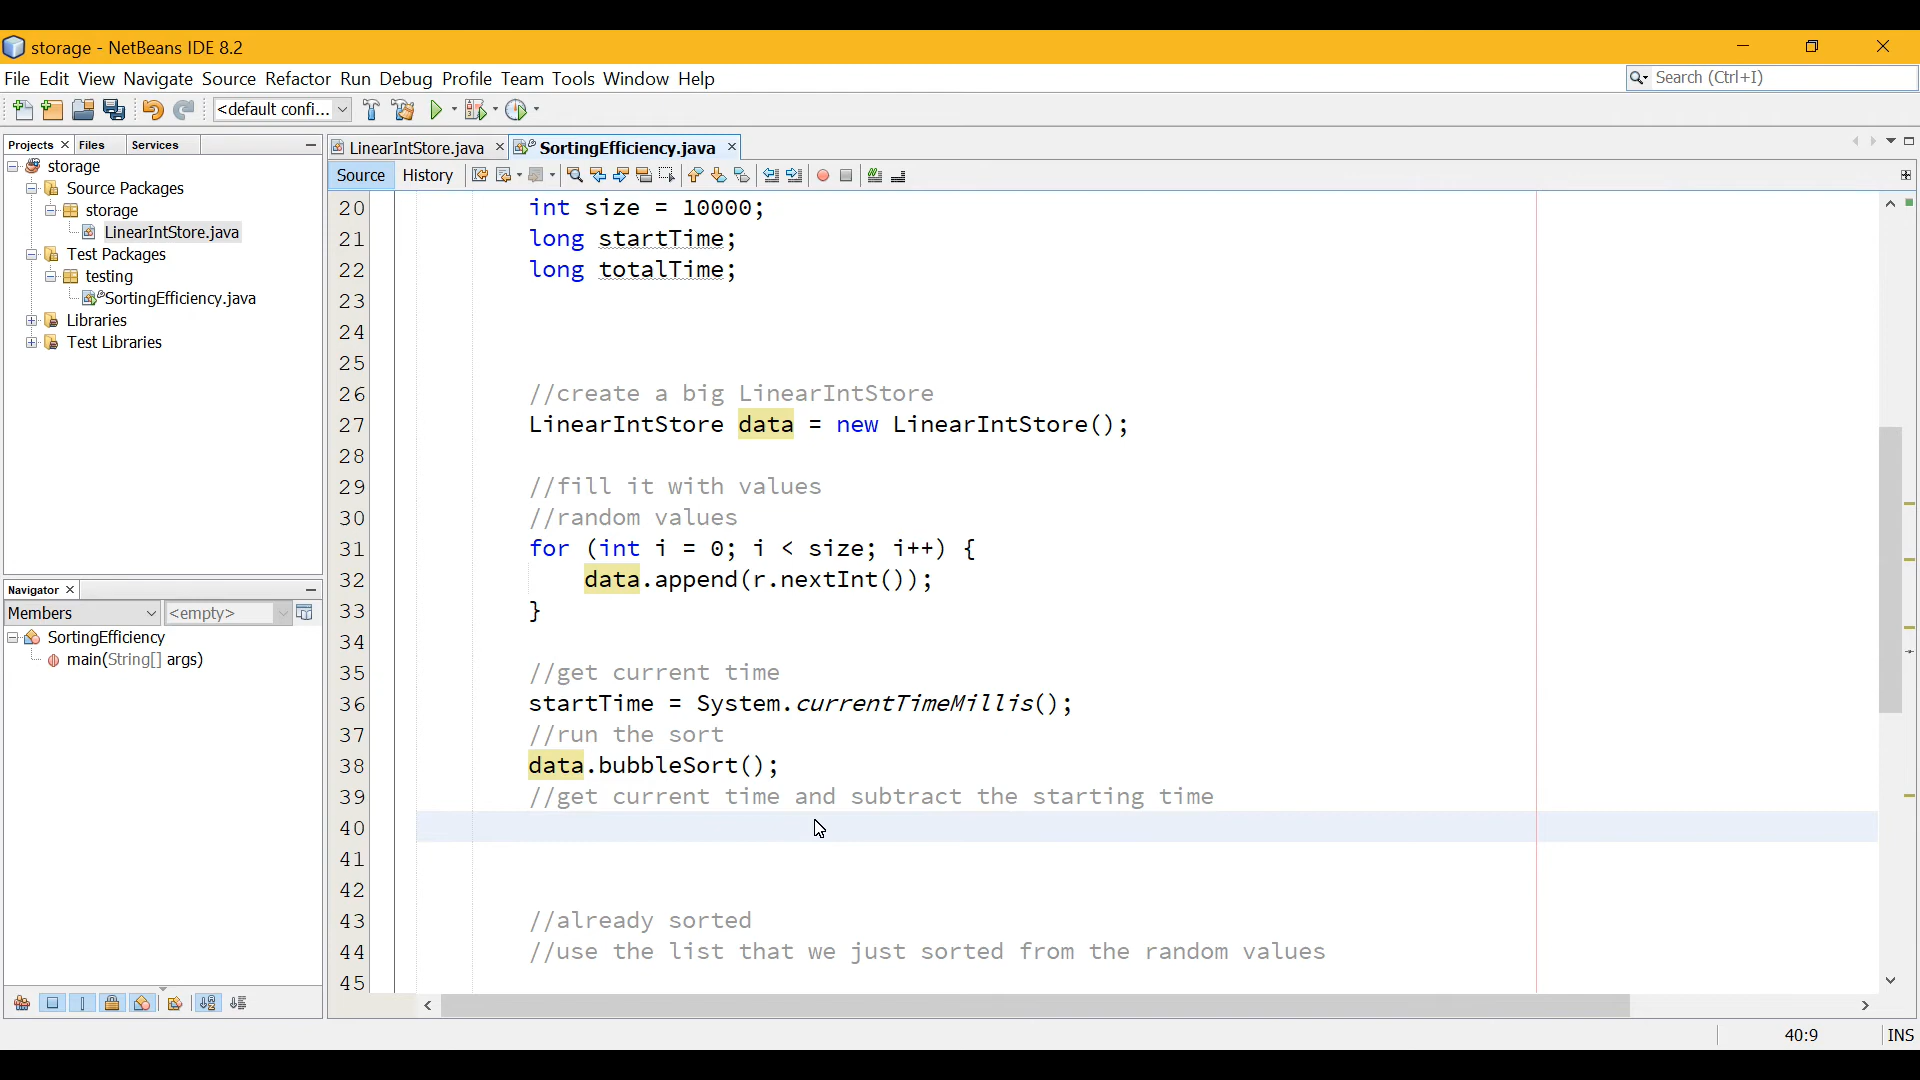 storage - NetBeans IDE 8.2
File Edit View Navigate Source Refactor Run Debug Profile Team Tools Window Help
Search (Ctrl+I)
<default confi...
Projects Files Services
storage
Source Packages
storage
LinearIntStore.java
Test Packages
testing
SortingEfficiency.java
Libraries
Test Libraries
Navigator
Members <empty>
SortingEfficiency
main(String[] args)
LinearIntStore.java SortingEfficiency.java
Source History
20 int size = 10000;
21 long startTime;
22 long totalTime;
23
24
25
26 //create a big LinearIntStore
27 LinearIntStore data = new LinearIntStore();
28
29 //fill it with values
30 //random values
31 for (int i = 0; i < size; i++) {
32 data.append(r.nextInt());
33 }
34
35 //get current time
36 startTime = System.currentTimeMillis();
37 //run the sort
38 data.bubbleSort();
39 //get current time and subtract the starting time
40
41
42
43 //already sorted
44 //use the list that we just sorted from the random values
45
40:9 INS